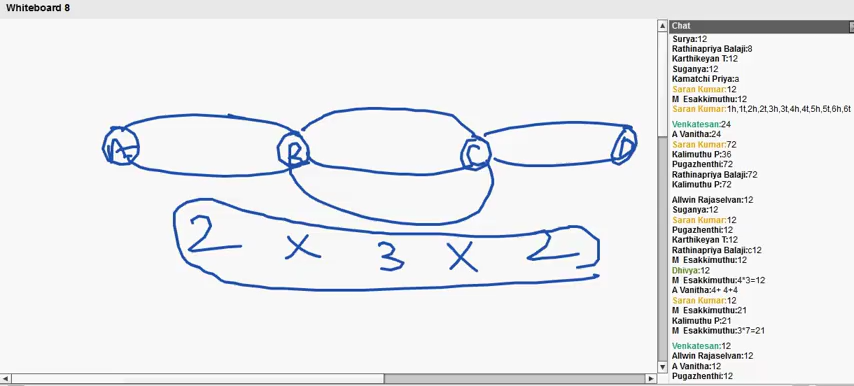 Whiteboard 8
A
B
C
D
2 X 3 X 2
Chat
Surya:12
Rathinapriya Balaji:8
Karthikeyan T:12
Suganya:12
Kamatchi Priya:a
Saran Kumar:12
M Esakkimuthu:12
Saran Kumar:1h,1t,2h,2t,3h,3t,4h,4t,5h,5t,6h,6t
Venkatesan:24
A Vanitha:24
Saran Kumar:72
Kalimuthu P:36
Pugazhenthi:72
Rathinapriya Balaji:72
Kalimuthu P:72
Allwin Rajaselvan:12
Suganya:12
Saran Kumar:12
Pugazhenthi:12
Karthikeyan T:12
Rathinapriya Balaji:c12
M Esakkimuthu:12
Dhivya:12
M Esakkimuthu:4*3=12
A Vanitha:4+ 4+4
Saran Kumar:12
M Esakkimuthu:21
Kalimuthu P:21
M Esakkimuthu:3*7=21
Venkatesan:12
Allwin Rajaselvan:12
A Vanitha:12
Pugazhenthi:12